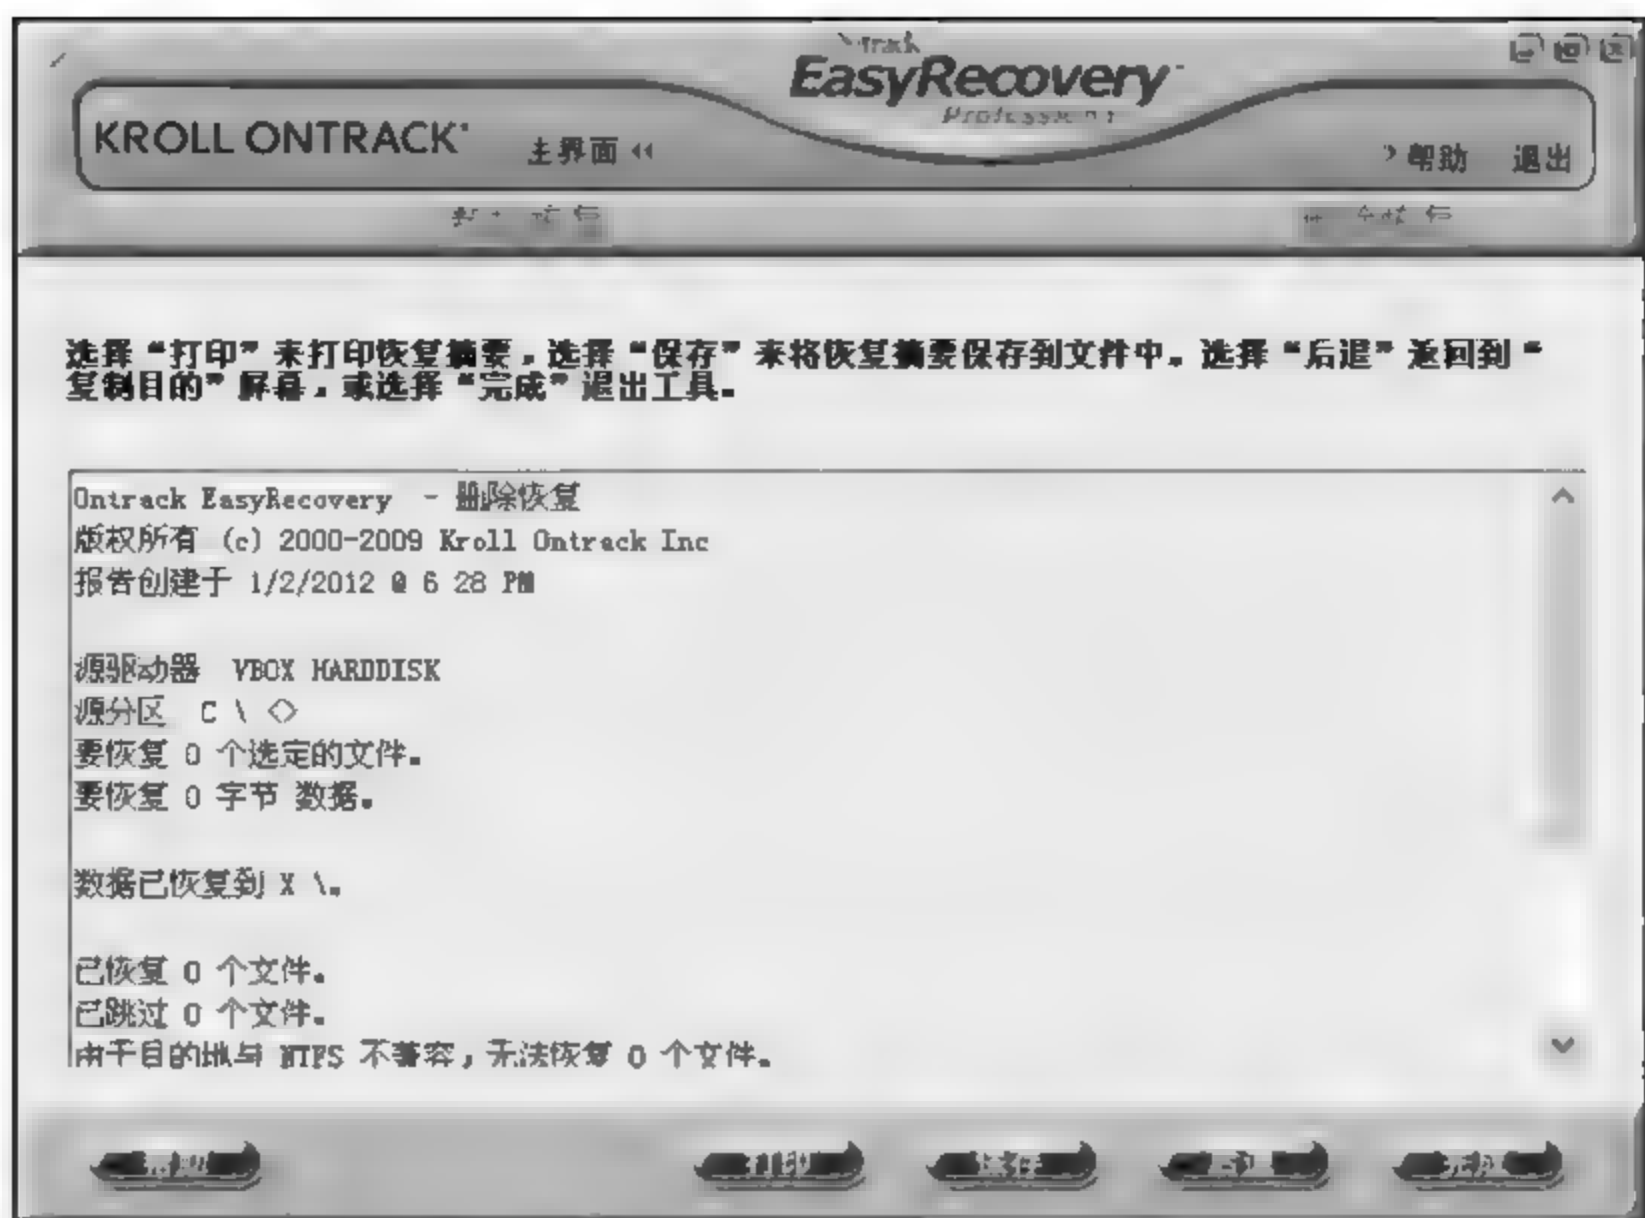 EasyRecovery
Professional
KROLL ONTRACK
主界面
帮助 退出
选择“打印”来打印恢复摘要，选择“保存”来将恢复摘要保存到文件中。选择“后退”返回到“
复制目的”屏幕，或选择“完成”退出工具。
Ontrack EasyRecovery - 删除恢复
版权所有 (c) 2000-2009 Kroll Ontrack Inc
报告创建于 1/2/2012 @ 6 28 PM
源驱动器 VBOX HARDDISK
源分区 C \ <>
要恢复 0 个选定的文件。
要恢复 0 字节 数据。
数据已恢复到 X \。
已恢复 0 个文件。
已跳过 0 个文件。
由于目的地与 NTFS 不兼容，无法恢复 0 个文件。
打印 保存